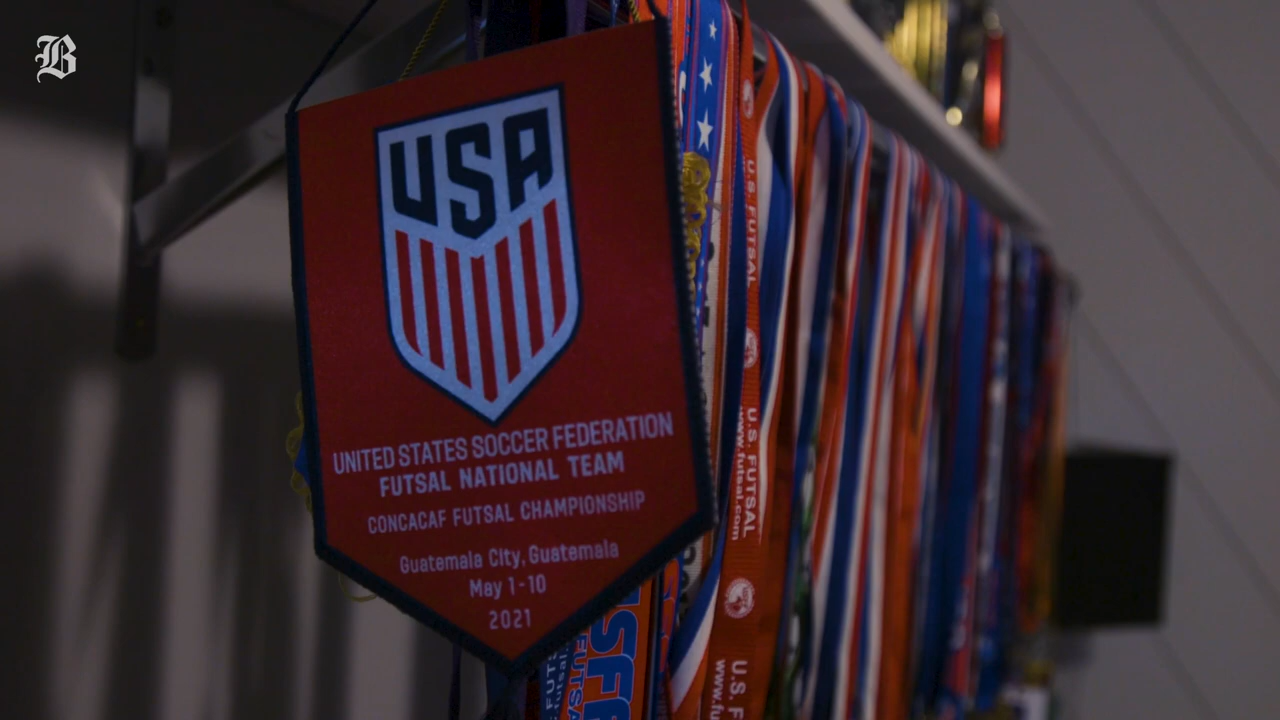 B
USA
UNITED STATES SOCCER FEDERATION
FUTSAL NATIONAL TEAM
CONCACAF FUTSAL CHAMPIONSHIP
Guatemala City, Guatemala
May 1-10
2021
U.S. FUTSAL
U.S. FUTSAL
www.futsal.com